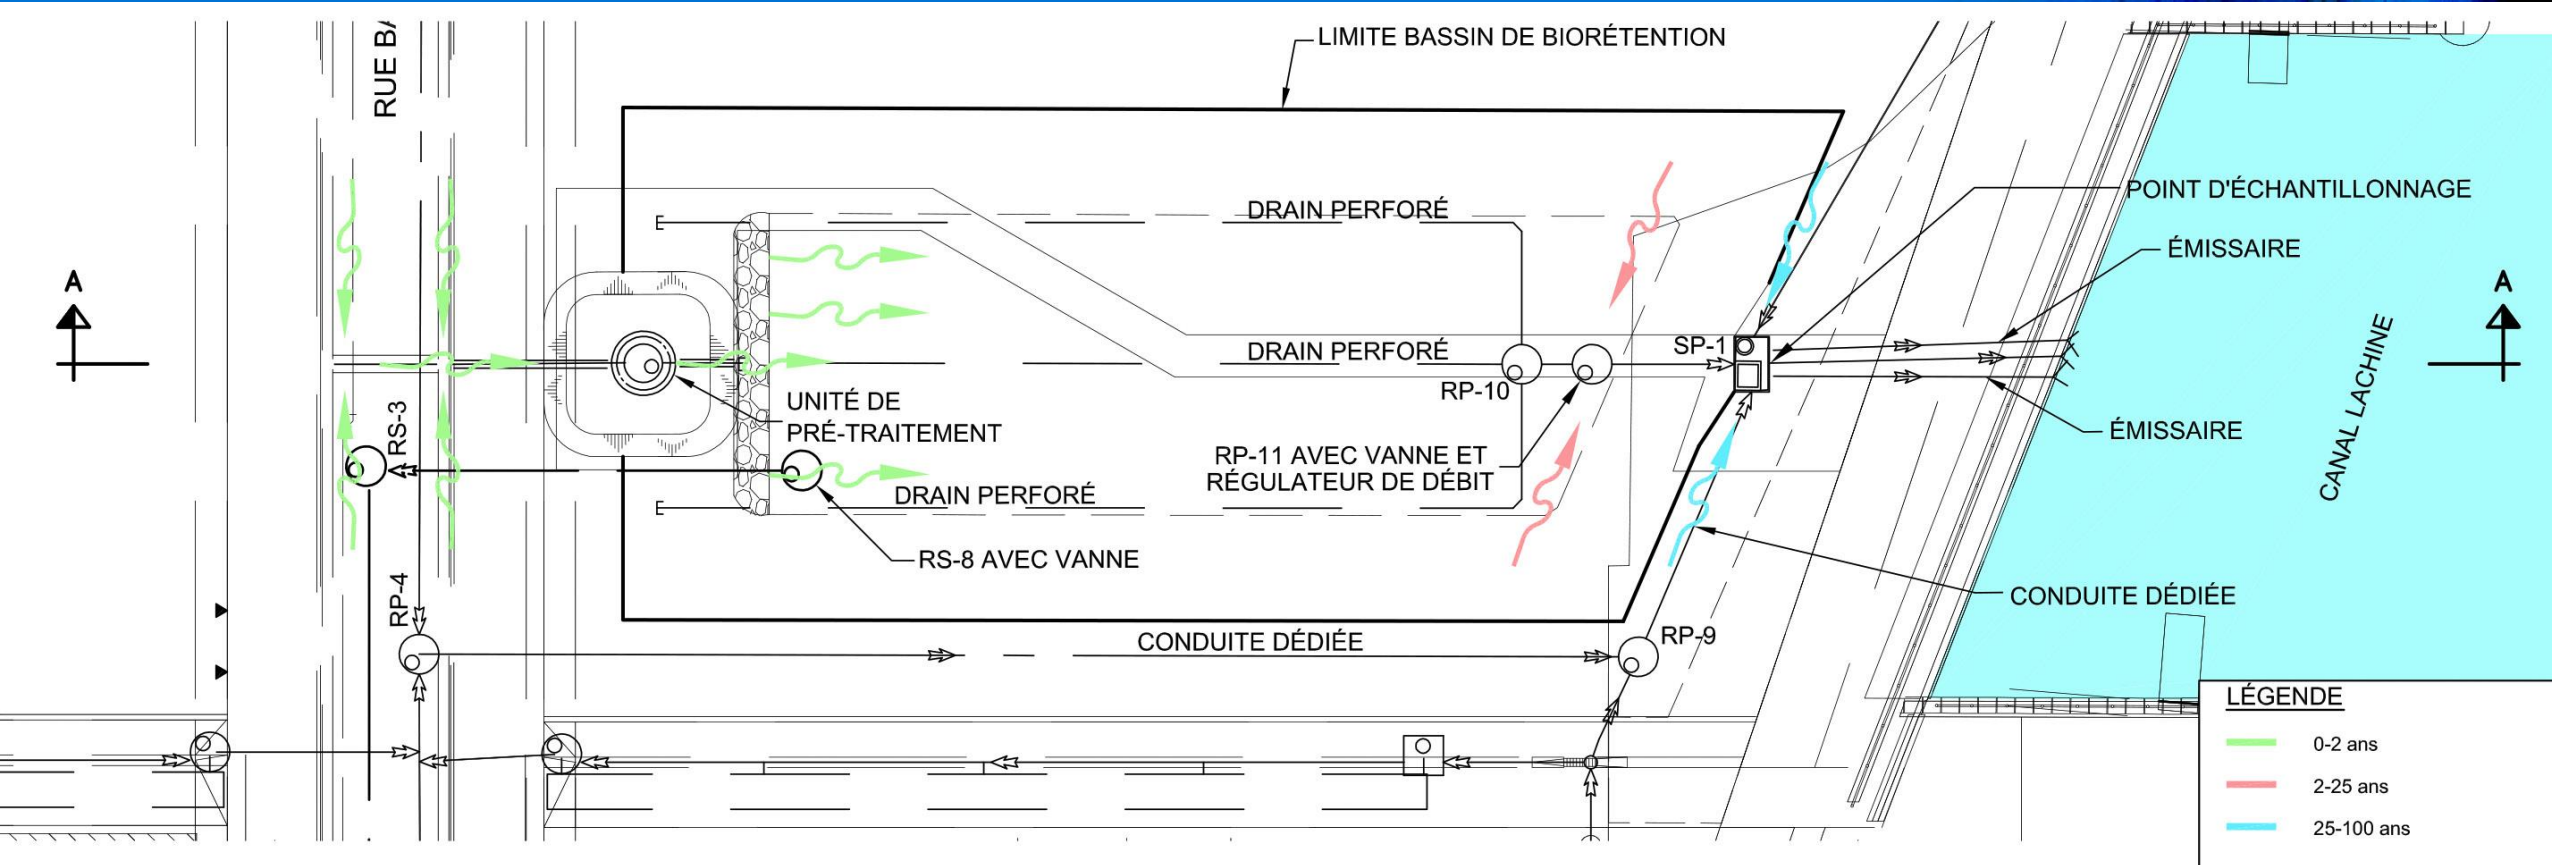 RUE BA
LIMITE BASSIN DE BIORÉTENTION
DRAIN PERFORÉ
POINT D'ÉCHANTILLONNAGE
ÉMISSAIRE
A
A
SP-1
DRAIN PERFORÉ
RP-10
UNITÉ DE
PRÉ-TRAITEMENT
RS-3
ÉMISSAIRE
CANAL LACHINE
RP-11 AVEC VANNE ET
RÉGULATEUR DE DÉBIT
DRAIN PERFORÉ
RS-8 AVEC VANNE
RP-4
CONDUITE DÉDIÉE
CONDUITE DÉDIÉE
RP-9
LÉGENDE
0-2 ans
2-25 ans
25-100 ans